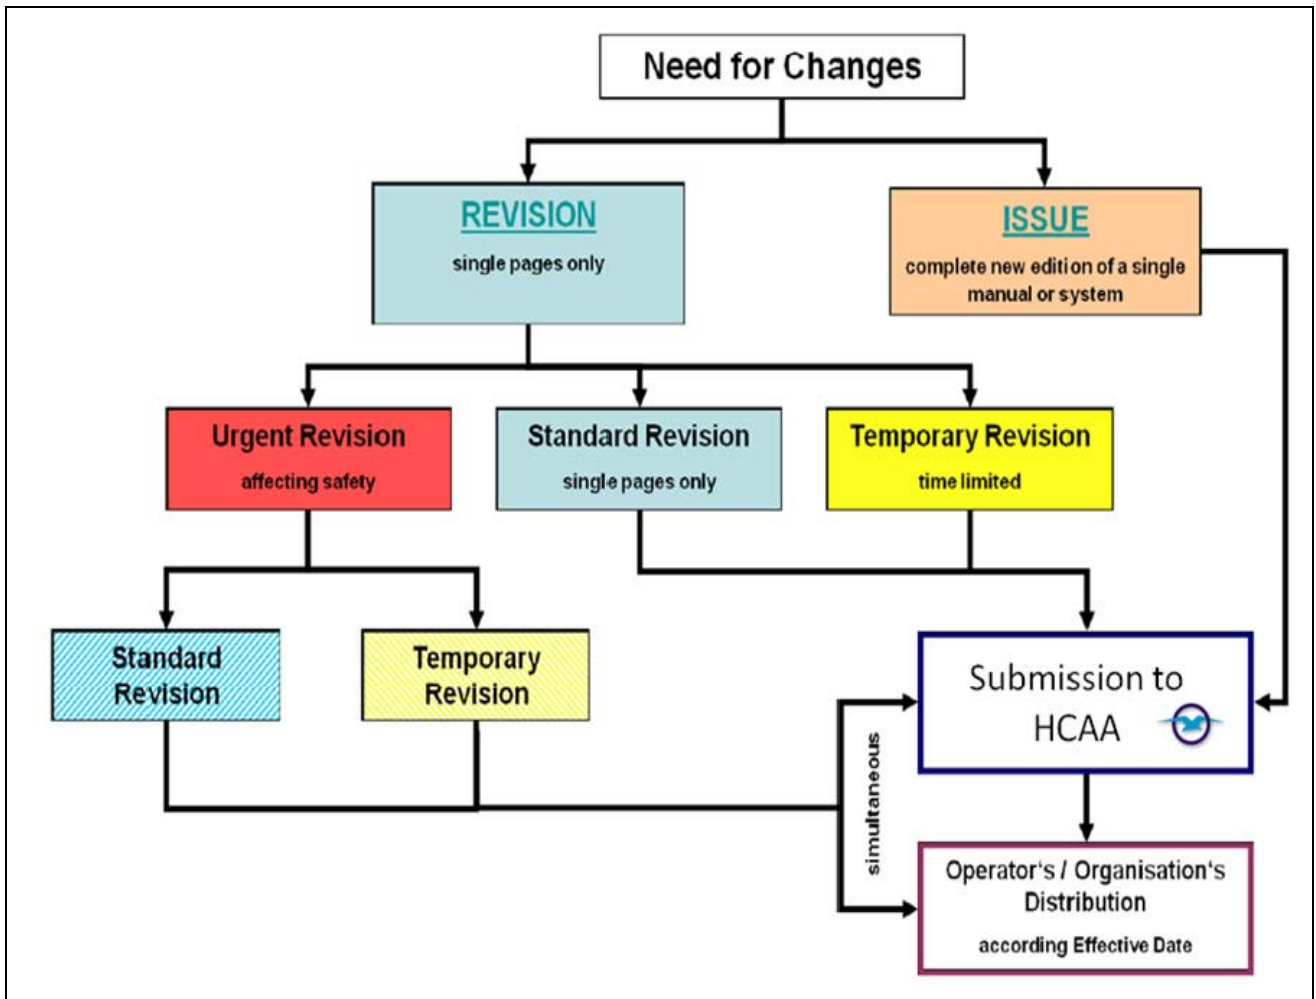 Need for Changes
REVISION
single pages only
ISSUE
complete new edition of a single
manual or system
Urgent Revision
affecting safety
Standard Revision
single pages only
Temporary Revision
time limited
Standard
Revision
Temporary
Revision
Submission to
HCAA
simultaneous
Operator‘s / Organisation‘s
Distribution
according Effective Date